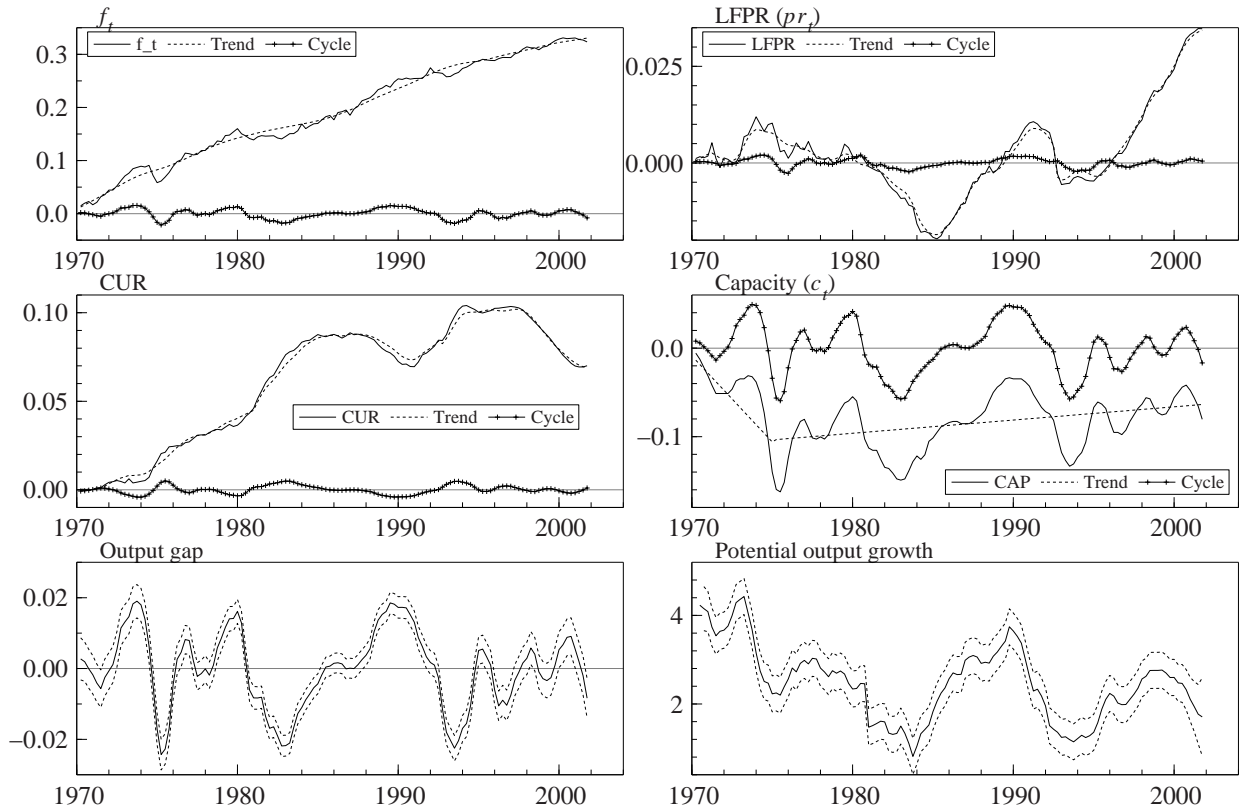 f_t
f_t Trend Cycle
0.3
0.2
0.1
0.0
1970 1980 1990 2000
LFPR (pr_t)
LFPR Trend Cycle
0.025
0.000
1970 1980 1990 2000
CUR
0.10
0.05
0.00
CUR Trend Cycle
1970 1980 1990 2000
Capacity (c_t)
0.0
−0.1
CAP Trend Cycle
1970 1980 1990 2000
Output gap
0.02
0.00
−0.02
1970 1980 1990 2000
Potential output growth
4
2
1970 1980 1990 2000